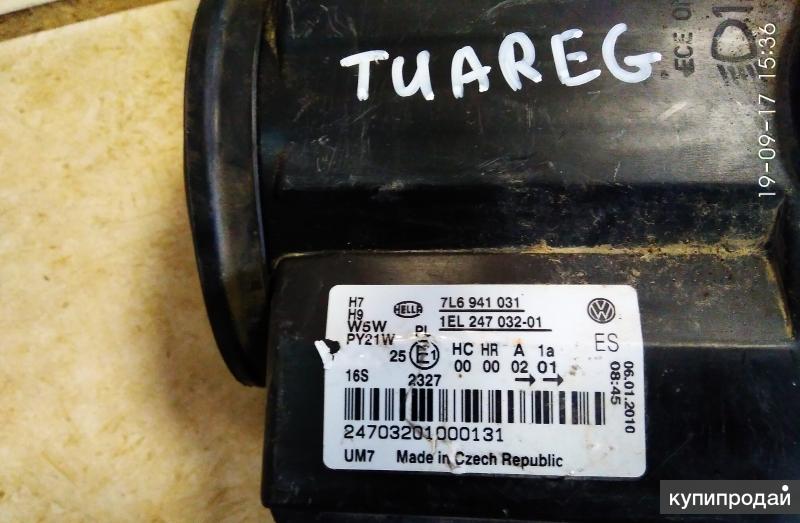 TUAREG
ECE
D1
19-09-17 15:36
H7
H9
W5W
PY21W
HELLA
7L6 941 031
1EL 247 032-01
PL
25 E1
HC HR A 1a
00 00 02 01
→ →
16S 2327
ES
06.01.2010
08:45
24703201000131
UM7 Made in Czech Republic
купипродай